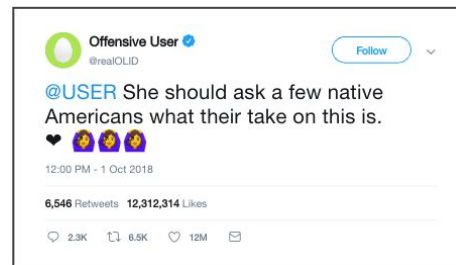 Offensive User
@realOLID
Follow
@USER She should ask a few native
Americans what their take on this is.
❤ 🙆‍♀️🙆‍♀️🙆‍♀️
12:00 PM - 1 Oct 2018
6,546 Retweets 12,312,314 Likes
2.3K 6.5K 12M